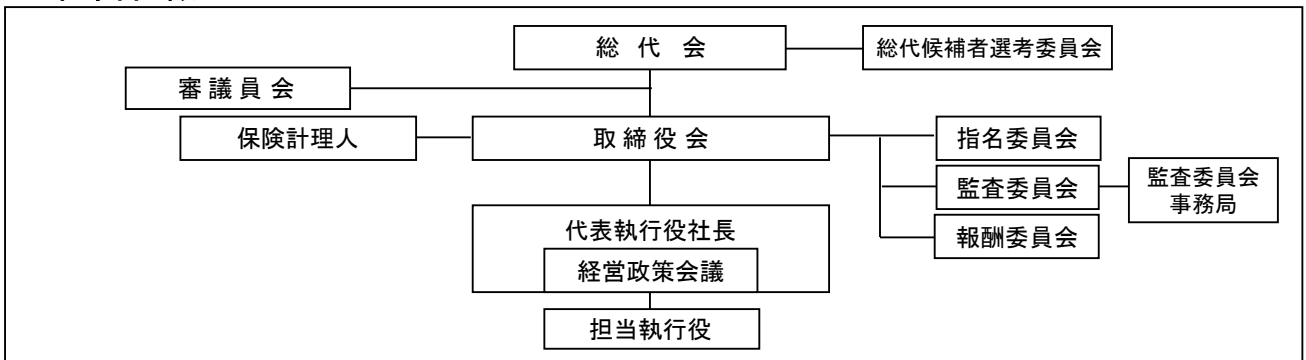 総 代 会
総代候補者選考委員会
審 議 員 会
保険計理人
取 締 役 会
指名委員会
監査委員会
監査委員会
事務局
報酬委員会
代表執行役社長
経営政策会議
担当執行役